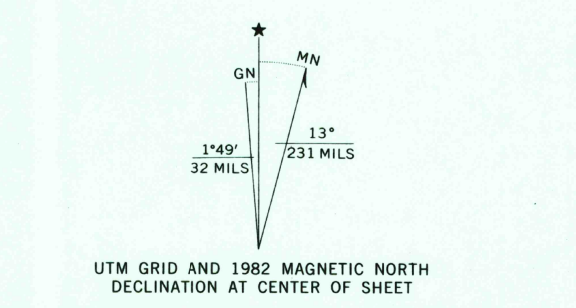 ★
GN
MN
1°49'
32 MILS
13°
231 MILS
UTM GRID AND 1982 MAGNETIC NORTH
DECLINATION AT CENTER OF SHEET